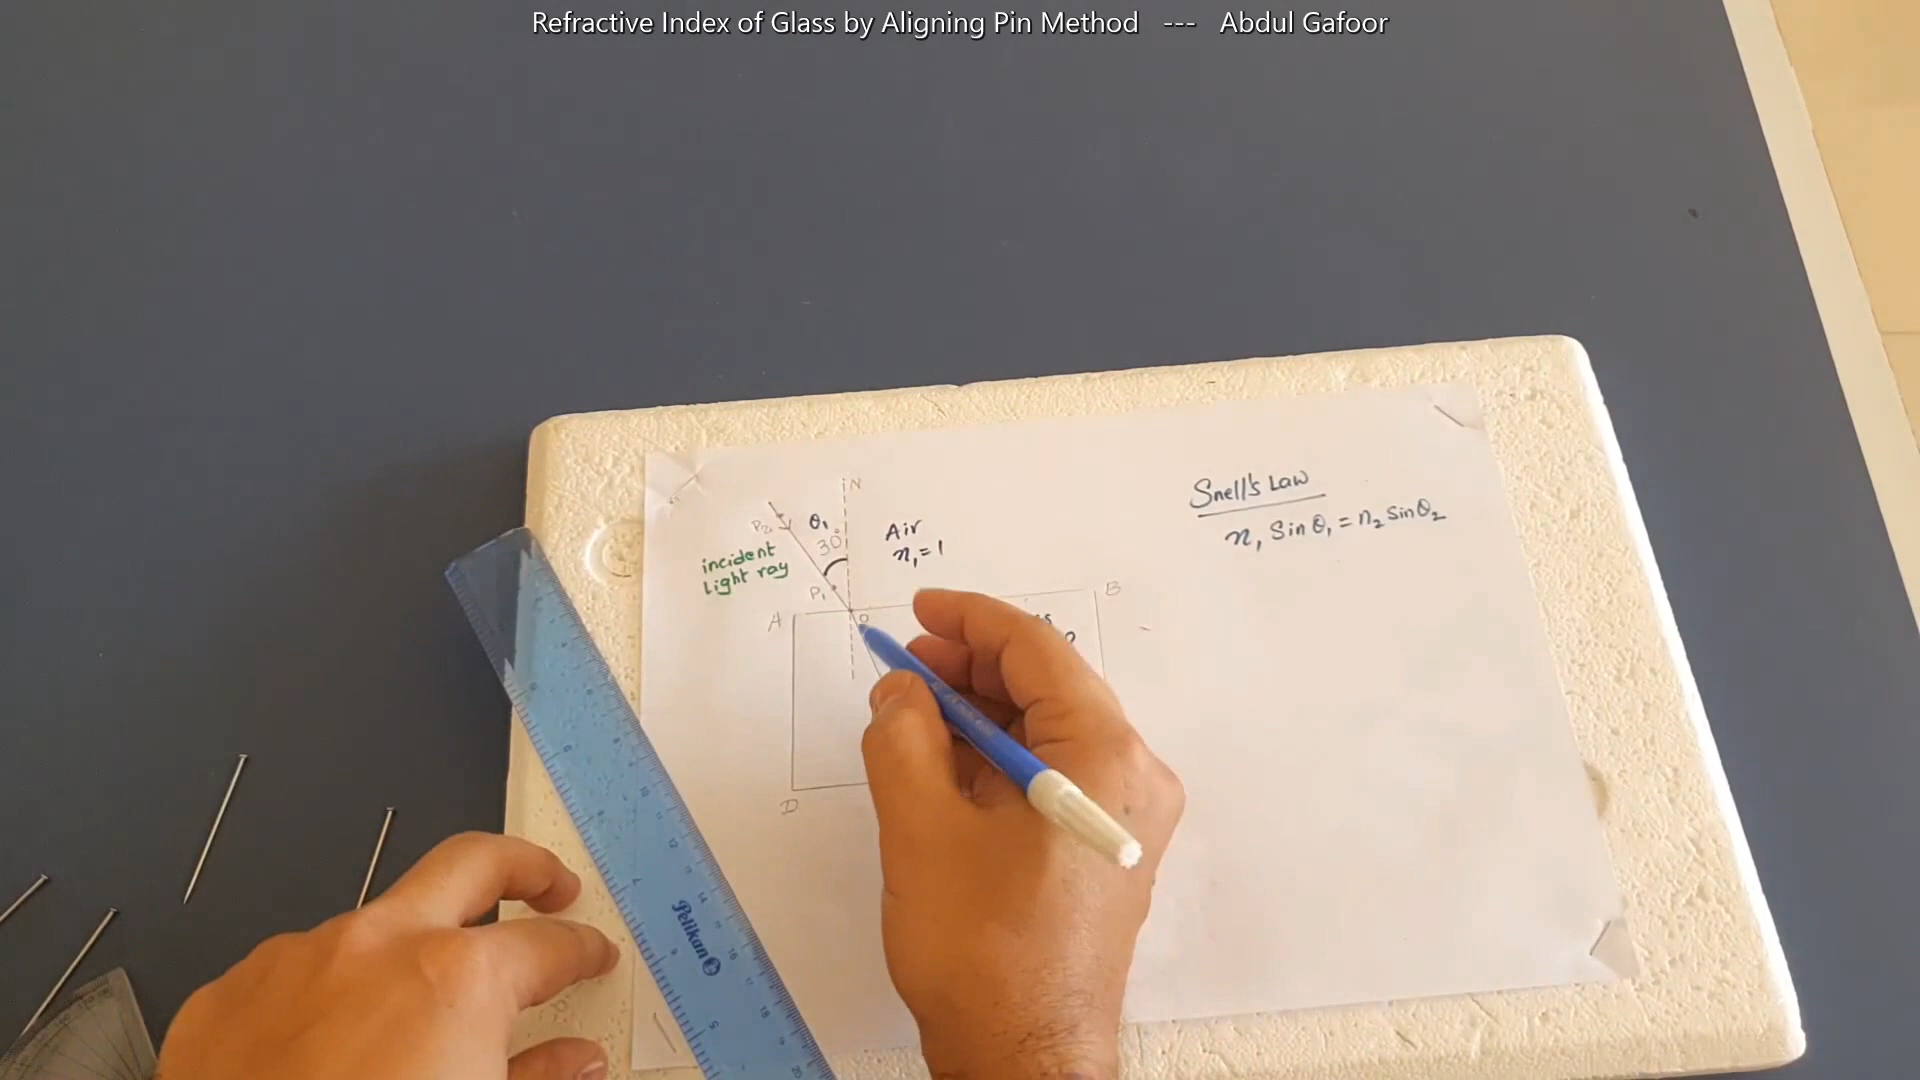 Refractive Index of Glass by Aligning Pin Method --- Abdul Gafoor
N
P₂
θ₁
30°
Air
n₁=1
incident
light ray
P₁
A
O
B
D
Snell's Law
n₁ Sin θ₁ = n₂ Sin θ₂
Pelikan